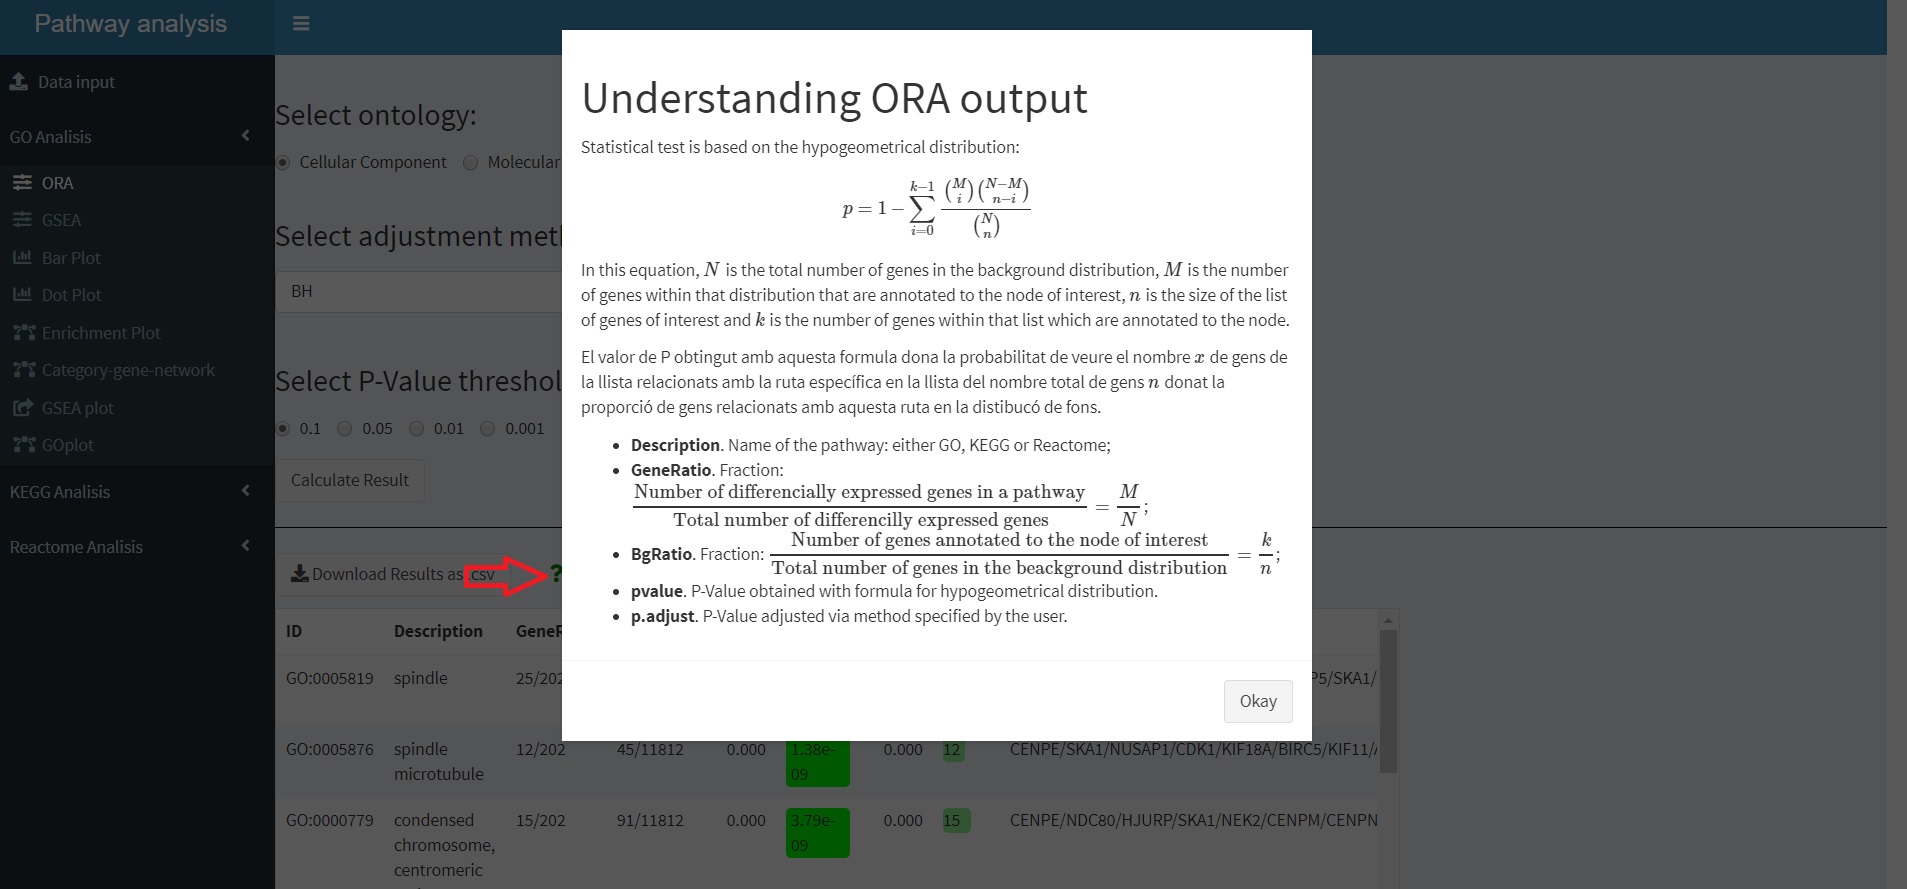 Pathway analysis
Data input
GO Analisis
ORA
GSEA
Bar Plot
Dot Plot
Enrichment Plot
Category-gene-network
GSEA plot
GOplot
KEGG Analisis
Reactome Analisis
Select ontology:
Cellular Component Molecular
Select adjustment met
BH
Select P-Value threshol
0.1 0.05 0.01 0.001
Calculate Result
Download Results as .csv ?
ID Description GeneR
GO:0005819 spindle 25/202 P5/SKA1/
GO:0005876 spindle 12/202 45/11812 0.000 1.38e- 0.000 12 CENPE/SKA1/NUSAP1/CDK1/KIF18A/BIRC5/KIF11/
microtubule 09
GO:0000779 condensed 15/202 91/11812 0.000 3.79e- 0.000 15 CENPE/NDC80/HJURP/SKA1/NEK2/CENPM/CENPN
chromosome, 09
centromeric
Understanding ORA output
Statistical test is based on the hypogeometrical distribution:
p = 1 − ∑_{i=0}^{k−1} \frac{\binom{M}{i}\binom{N−M}{n−i}}{\binom{N}{n}}
In this equation, N is the total number of genes in the background distribution, M is the number
of genes within that distribution that are annotated to the node of interest, n is the size of the list
of genes of interest and k is the number of genes within that list which are annotated to the node.
El valor de P obtingut amb aquesta formula dona la probabilitat de veure el nombre x de gens de
la llista relacionats amb la ruta específica en la llista del nombre total de gens n donat la
proporció de gens relacionats amb aquesta ruta en la distibucó de fons.
• Description. Name of the pathway: either GO, KEGG or Reactome;
• GeneRatio. Fraction:
Number of differencially expressed genes in a pathway / Total number of differencilly expressed genes = M / N;
• BgRatio. Fraction: Number of genes annotated to the node of interest / Total number of genes in the beackground distribution = k / n;
• pvalue. P-Value obtained with formula for hypogeometrical distribution.
• p.adjust. P-Value adjusted via method specified by the user.
Okay